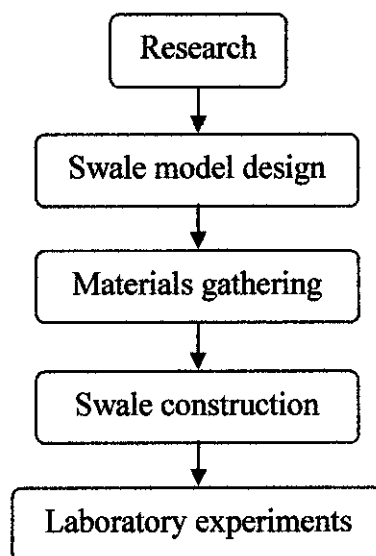 Research
Swale model design
Materials gathering
Swale construction
Laboratory experiments